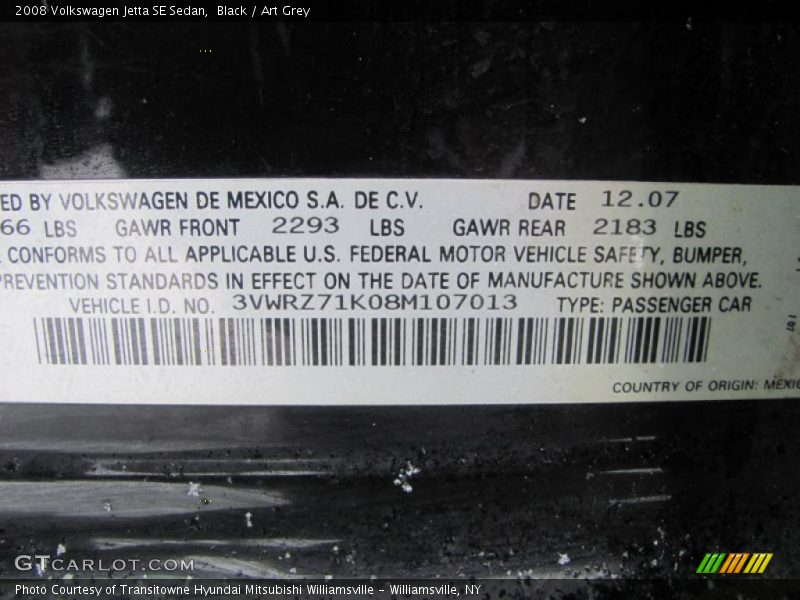 2008 Volkswagen Jetta SE Sedan, Black / Art Grey
ED BY VOLKSWAGEN DE MEXICO S.A. DE C.V. DATE 12.07
66 LBS GAWR FRONT 2293 LBS GAWR REAR 2183 LBS
CONFORMS TO ALL APPLICABLE U.S. FEDERAL MOTOR VEHICLE SAFETY, BUMPER,
PREVENTION STANDARDS IN EFFECT ON THE DATE OF MANUFACTURE SHOWN ABOVE.
VEHICLE I.D. NO. 3VWRZ71K08M107013 TYPE: PASSENGER CAR
COUNTRY OF ORIGIN: MEXIC
GTCARLOT.COM
Photo Courtesy of Transitowne Hyundai Mitsubishi Williamsville - Williamsville, NY